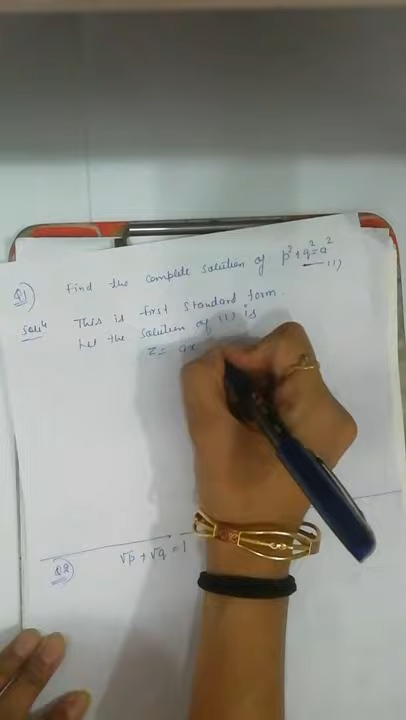 Q1) Find the complete solution of p²+q²=a² —(1)
Solⁿ This is first standard form.
Let the solution of (1) is
z = ax
Q2) √p + √q = 1